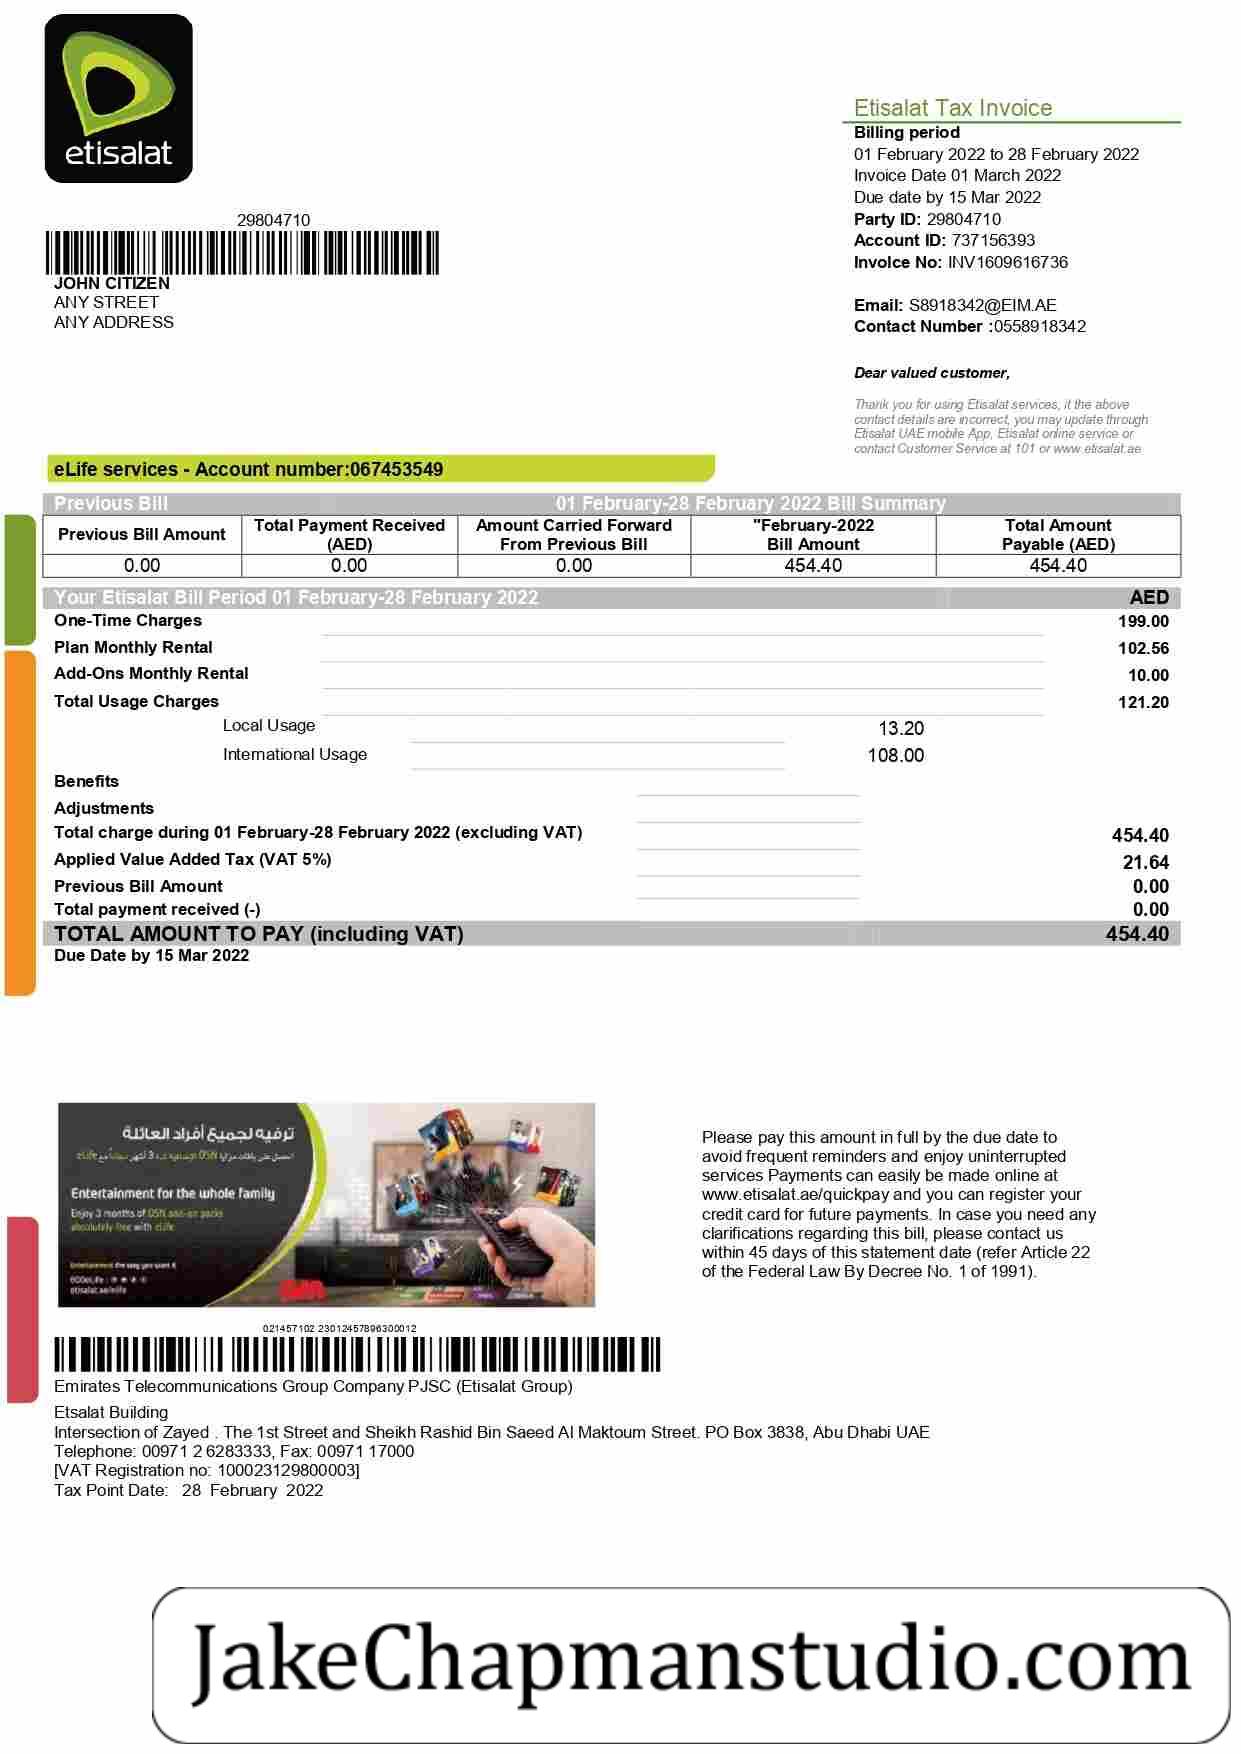 etisalat
Etisalat Tax Invoice
Billing period
01 February 2022 to 28 February 2022
Invoice Date 01 March 2022
Due date by 15 Mar 2022
Party ID: 29804710
Account ID: 737156393
Invoice No: INV1609616736
Email: S8918342@EIM.AE
Contact Number :0558918342
29804710
JOHN CITIZEN
ANY STREET
ANY ADDRESS
Dear valued customer,
Thank you for using Etisalat services, it the above
contact details are incorrect, you may update through
Etisalat UAE mobile App, Etisalat online service or
contact Customer Service at 101 or www.etisalat.ae
eLife services - Account number:067453549
Previous Bill 01 February-28 February 2022 Bill Summary
Previous Bill Amount Total Payment Received (AED) Amount Carried Forward From Previous Bill "February-2022 Bill Amount Total Amount Payable (AED)
0.00 0.00 0.00 454.40 454.40
Your Etisalat Bill Period 01 February-28 February 2022 AED
One-Time Charges 199.00
Plan Monthly Rental 102.56
Add-Ons Monthly Rental 10.00
Total Usage Charges 121.20
Local Usage 13.20
International Usage 108.00
Benefits
Adjustments
Total charge during 01 February-28 February 2022 (excluding VAT) 454.40
Applied Value Added Tax (VAT 5%) 21.64
Previous Bill Amount 0.00
Total payment received (-) 0.00
TOTAL AMOUNT TO PAY (including VAT) 454.40
Due Date by 15 Mar 2022
ترفيه لجميع أفراد العائلة
Entertainment for the whole family
Enjoy 3 months of OSN add-on packs
absolutely free with eLife
Entertainment the way you want it
Please pay this amount in full by the due date to
avoid frequent reminders and enjoy uninterrupted
services Payments can easily be made online at
www.etisalat.ae/quickpay and you can register your
credit card for future payments. In case you need any
clarifications regarding this bill, please contact us
within 45 days of this statement date (refer Article 22
of the Federal Law By Decree No. 1 of 1991).
021457102 23012457896300012
Emirates Telecommunications Group Company PJSC (Etisalat Group)
Etsalat Building
Intersection of Zayed . The 1st Street and Sheikh Rashid Bin Saeed Al Maktoum Street. PO Box 3838, Abu Dhabi UAE
Telephone: 00971 2 6283333, Fax: 00971 17000
[VAT Registration no: 100023129800003]
Tax Point Date: 28 February 2022
JakeChapmanstudio.com